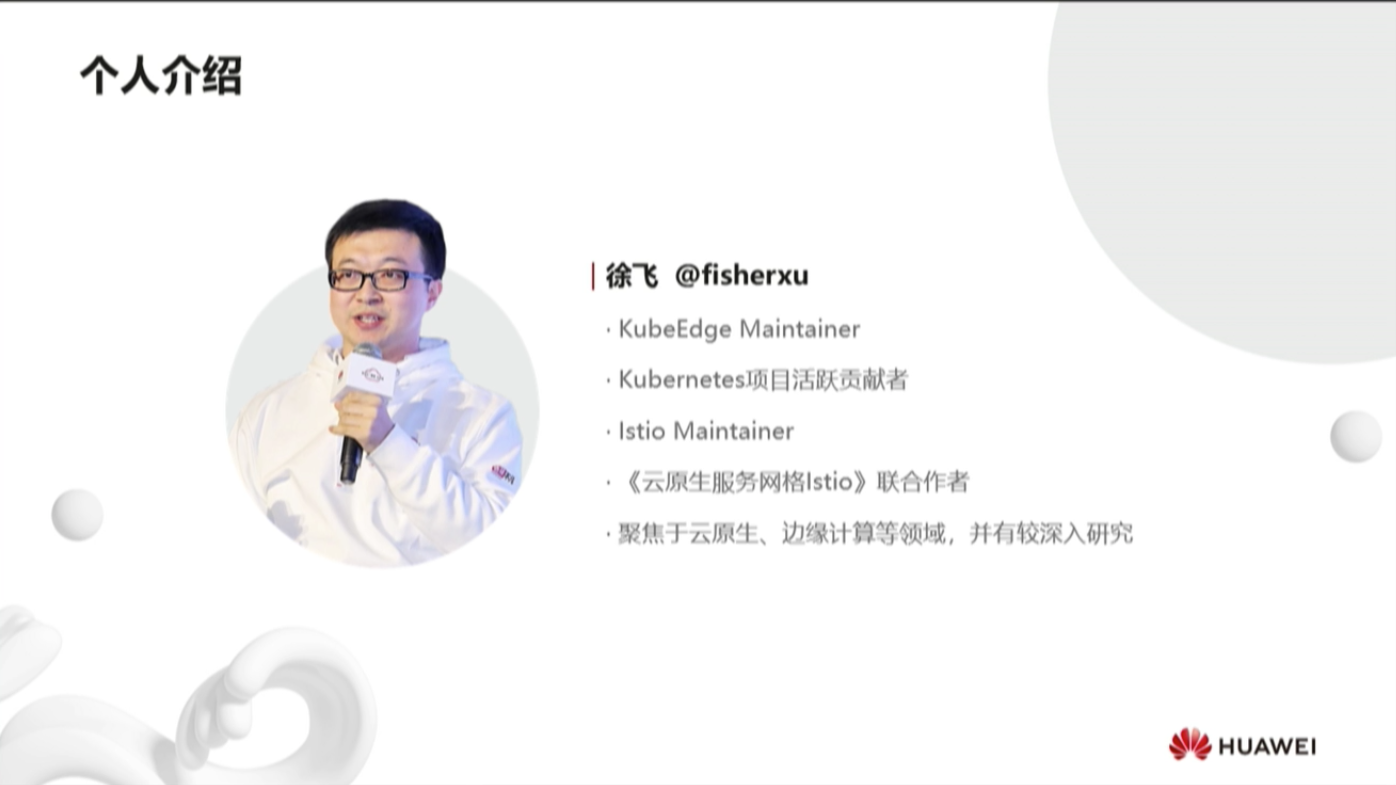 个人介绍
徐飞 @fisherxu
· KubeEdge Maintainer
· Kubernetes项目活跃贡献者
· Istio Maintainer
· 《云原生服务网格Istio》联合作者
· 聚焦于云原生、边缘计算等领域，并有较深入研究
HUAWEI